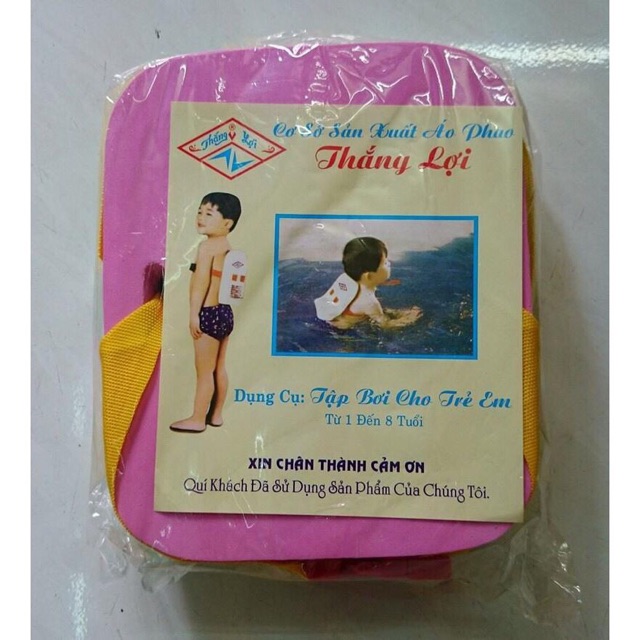 Thắng Lợi
Cơ Sở Sản Xuất Áo Phao
Thắng Lợi
Dụng Cụ: Tập Bơi Cho Trẻ Em
Từ 1 Đến 8 Tuổi
XIN CHÂN THÀNH CẢM ƠN
Quí Khách Đã Sử Dụng Sản Phẩm Của Chúng Tôi.